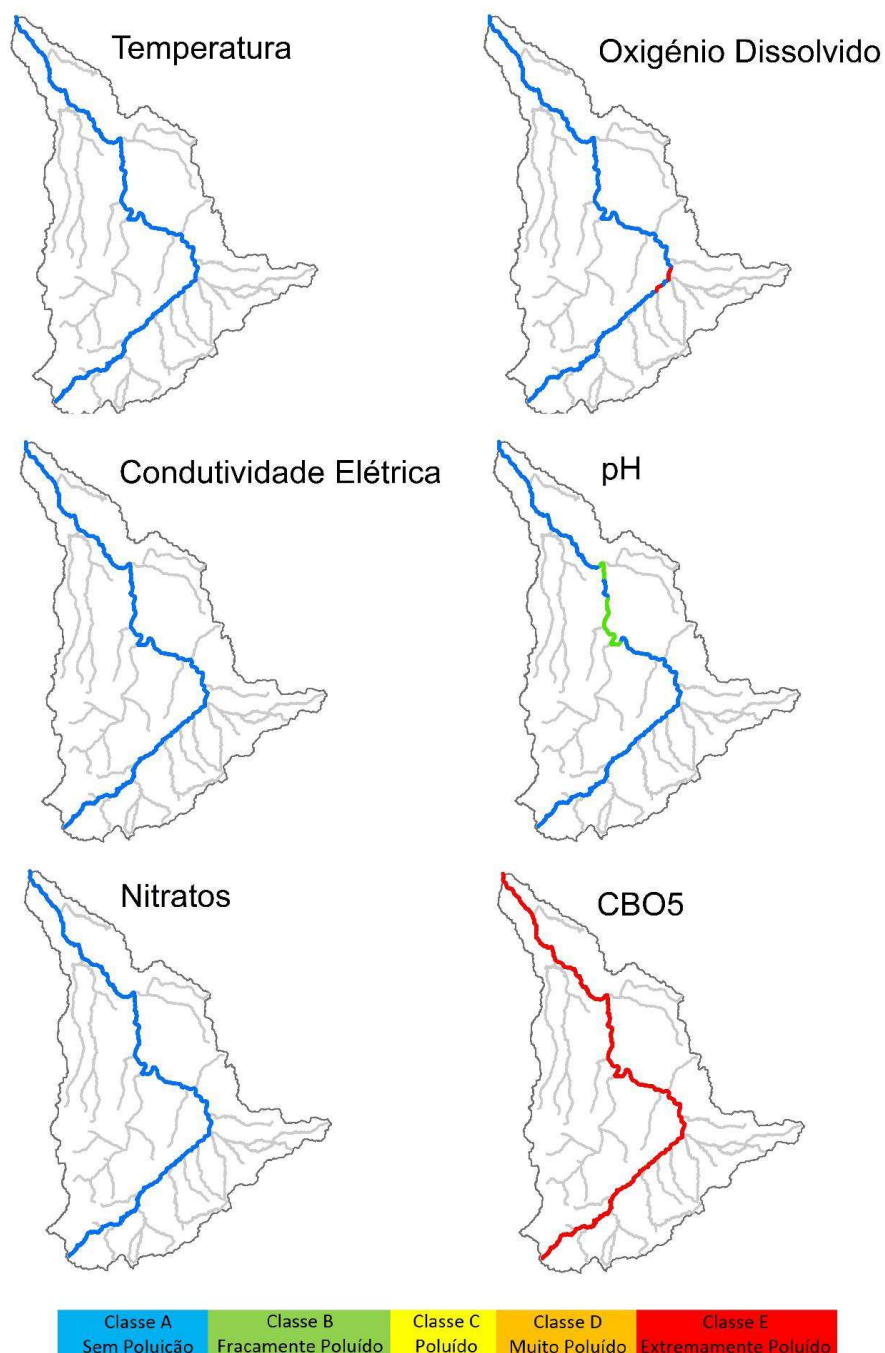 Temperatura
Oxigénio Dissolvido
Condutividade Elétrica
pH
Nitratos
CBO5
Classe A
Sem Poluição
Classe B
Fracamente Poluído
Classe C
Poluído
Classe D
Muito Poluído
Classe E
Extremamente Poluído